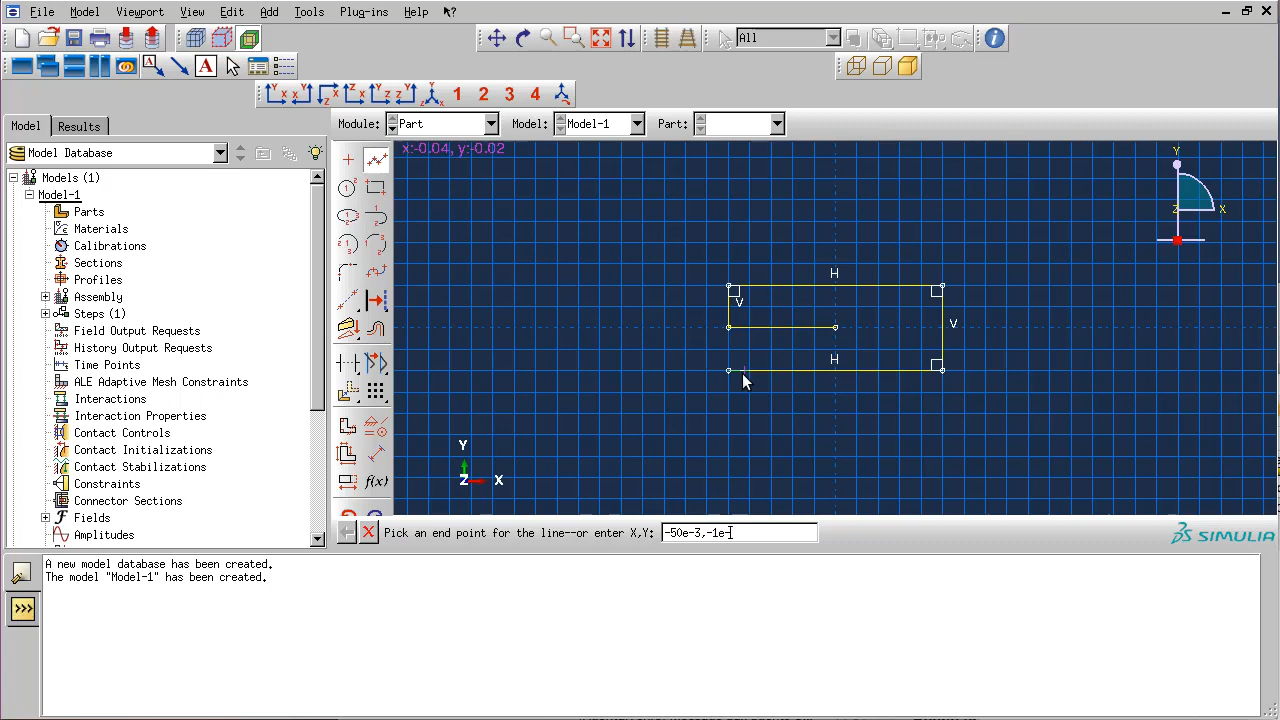 File Model Viewport View Edit Add Tools Plug-ins Help
All
A
1 2 3 4
Model Results
Module: Part Model: Model-1 Part:
Model Database
x:-0.04, y:-0.02
Models (1)
Model-1
Parts
Materials
Calibrations
Sections
Profiles
Assembly
Steps (1)
Field Output Requests
History Output Requests
Time Points
ALE Adaptive Mesh Constraints
Interactions
Interaction Properties
Contact Controls
Contact Initializations
Contact Stabilizations
Constraints
Connector Sections
Fields
Amplitudes
f(x)
Y
Z X
H
V
V
H
Y
Z X
Pick an end point for the line--or enter X,Y: -50e-3,-1e-
SIMULIA
A new model database has been created.
The model "Model-1" has been created.
>>>